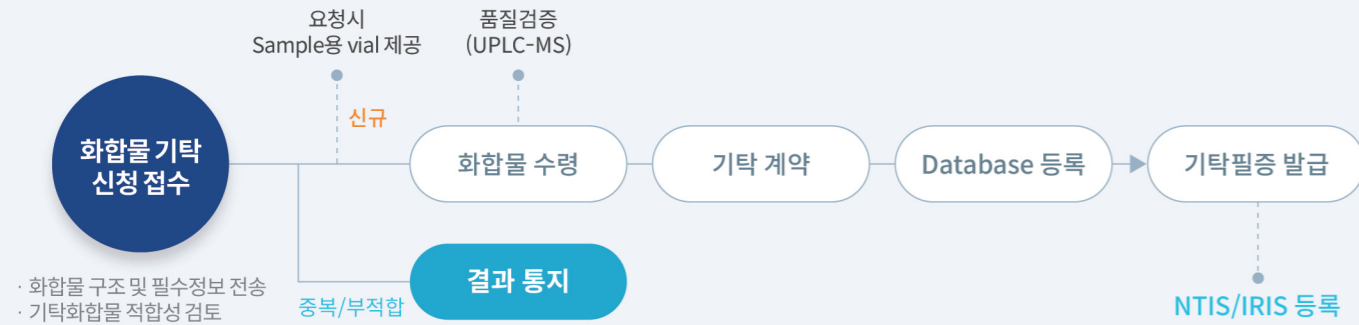 요청시
Sample용 vial 제공
품질검증
(UPLC-MS)
신규
화합물 기탁
신청 접수
화합물 수령
기탁 계약
Database 등록
기탁필증 발급
결과 통지
· 화합물 구조 및 필수정보 전송
· 기탁화합물 적합성 검토
중복/부적합
NTIS/IRIS 등록